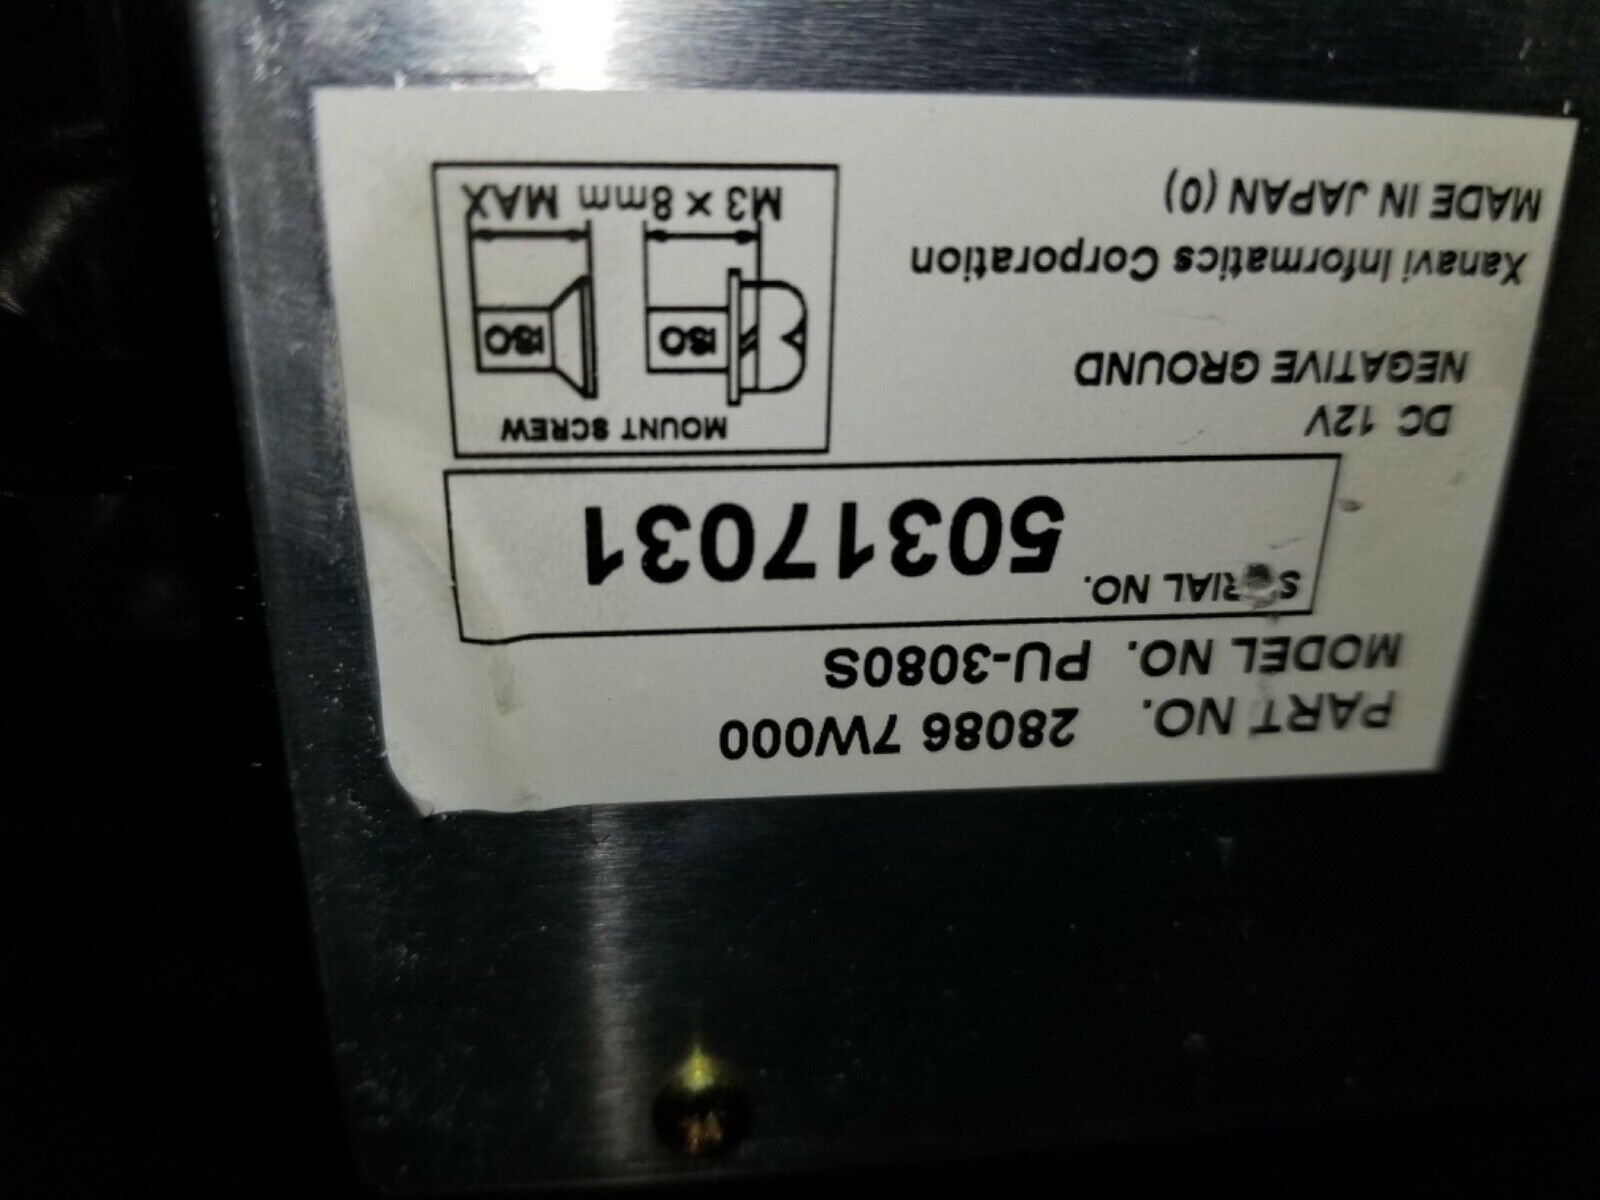 PART NO. 28086 7W000
MODEL NO. PU-3080S
SERIAL NO. 50317031
DC 12V
NEGATIVE GROUND
Xanavi Informatics Corporation
MADE IN JAPAN (0)
MOUNT SCREW
ISO ISO
M3 × 8mm MAX